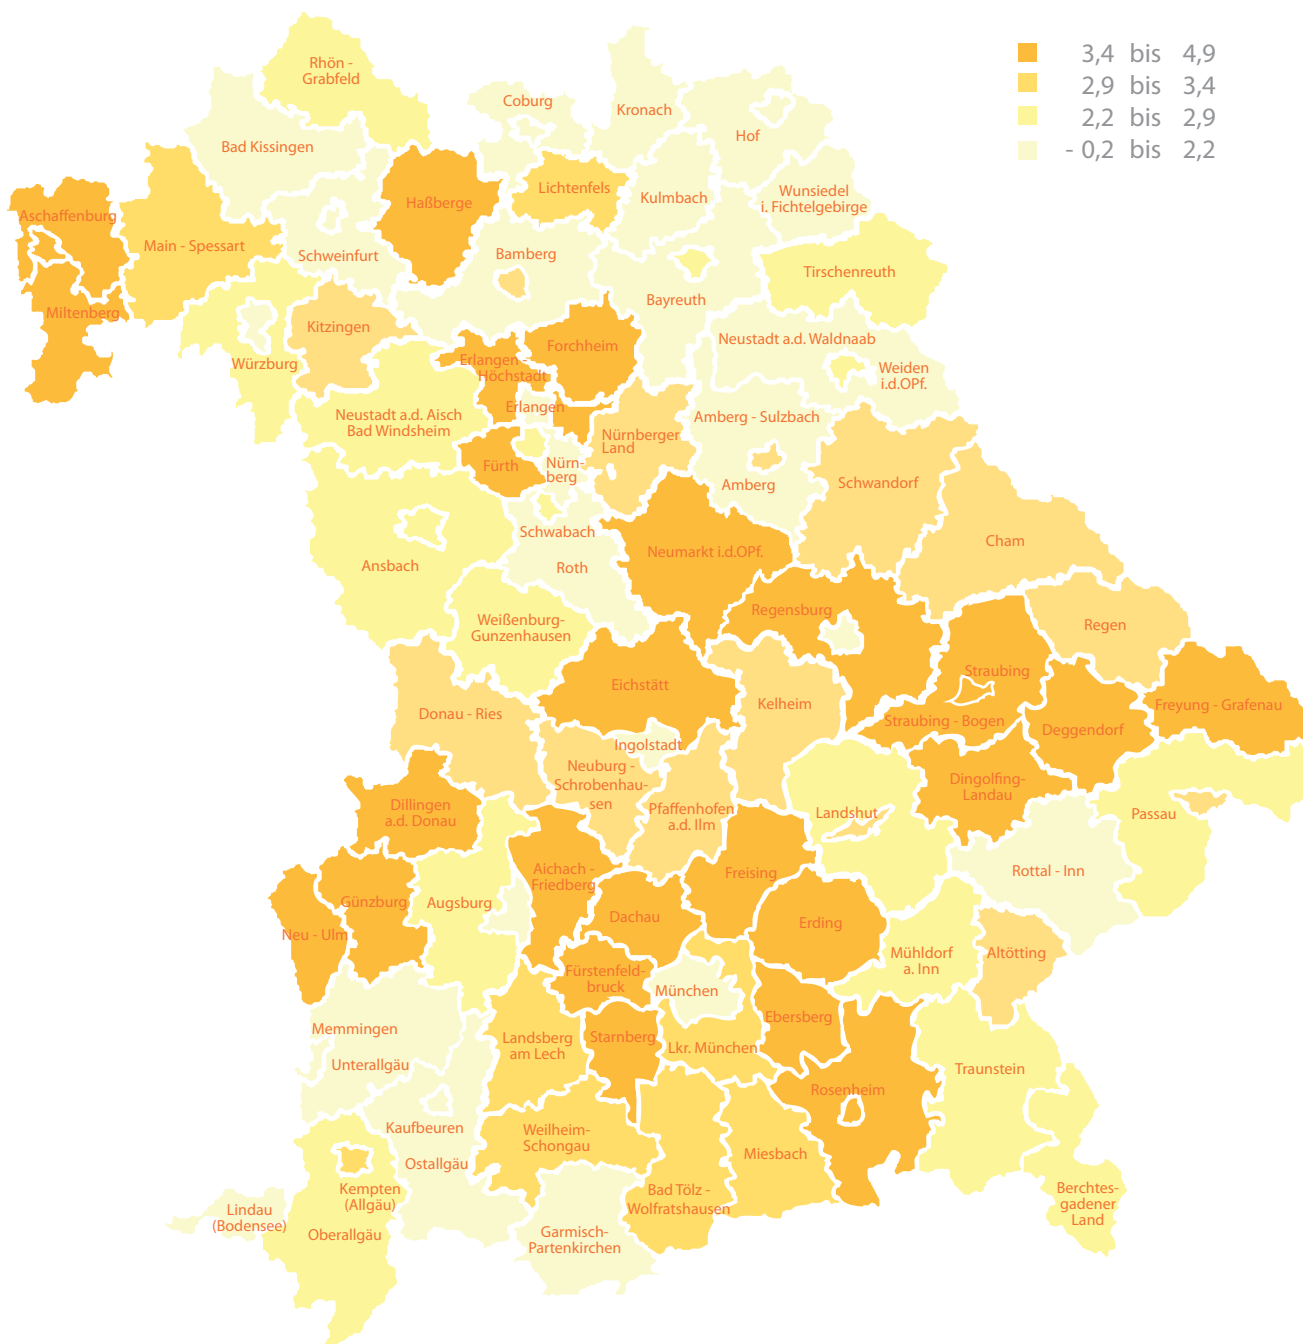 3,4 bis 4,9
2,9 bis 3,4
2,2 bis 2,9
- 0,2 bis 2,2
Rhön -
Grabfeld
Coburg
Kronach
Hof
Bad Kissingen
Lichtenfels
Kulmbach
Wunsiedel
i. Fichtelgebirge
Haßberge
Aschaffenburg
Main - Spessart
Schweinfurt
Bamberg
Bayreuth
Tirschenreuth
Miltenberg
Kitzingen
Würzburg
Forchheim
Erlangen -
Höchstadt
Neustadt a.d. Waldnaab
Weiden
i.d.OPf.
Erlangen
Neustadt a.d. Aisch
Bad Windsheim
Amberg - Sulzbach
Nürnberger
Land
Fürth
Nürn-
berg
Amberg
Schwandorf
Cham
Schwabach
Roth
Neumarkt i.d.OPf.
Ansbach
Weißenburg-
Gunzenhausen
Regensburg
Regen
Straubing
Eichstätt
Kelheim
Donau - Ries
Straubing - Bogen
Deggendorf
Freyung - Grafenau
Ingolstadt
Neuburg -
Schrobenhau-
sen
Dingolfing-
Landau
Pfaffenhofen
a.d. Ilm
Dillingen
a.d. Donau
Landshut
Passau
Aichach -
Friedberg
Freising
Rottal - Inn
Günzburg
Augsburg
Dachau
Erding
Neu - Ulm
Mühldorf
a. Inn
Altötting
Fürstenfeld-
bruck
München
Ebersberg
Memmingen
Landsberg
am Lech
Starnberg
Lkr. München
Unterallgäu
Traunstein
Rosenheim
Kaufbeuren
Weilheim-
Schongau
Miesbach
Ostallgäu
Kempten
(Allgäu)
Bad Tölz -
Wolfratshausen
Berchtes-
gadener
Land
Lindau
(Bodensee)
Oberallgäu
Garmisch-
Partenkirchen